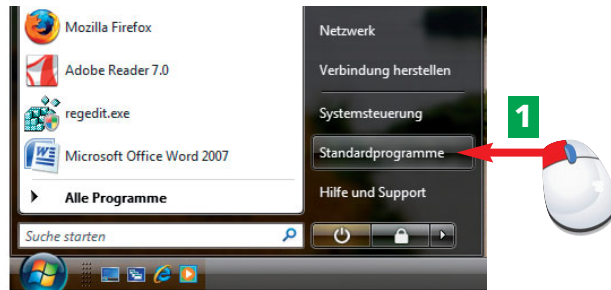 Mozilla Firefox
Adobe Reader 7.0
regedit.exe
Microsoft Office Word 2007
Alle Programme
Suche starten
Netzwerk
Verbindung herstellen
Systemsteuerung
Standardprogramme
Hilfe und Support
1